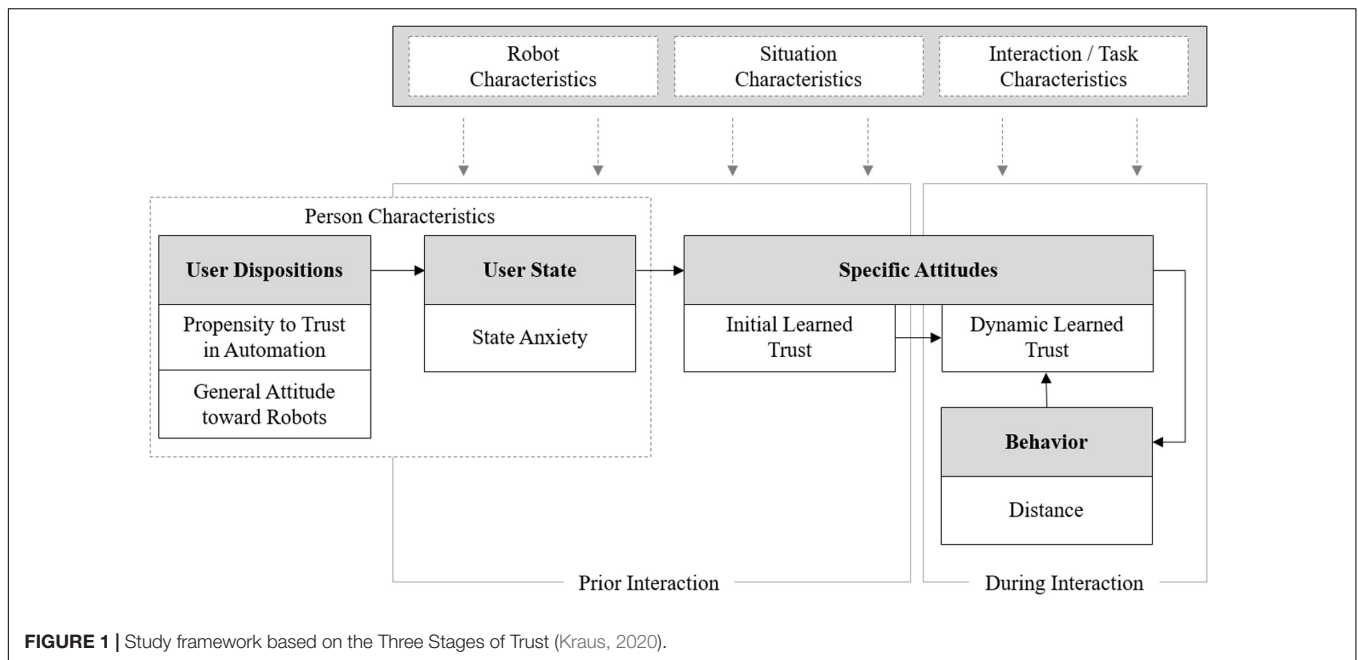 Robot
Characteristics
Situation
Characteristics
Interaction / Task
Characteristics
Person Characteristics
User Dispositions
Propensity to Trust
in Automation
General Attitude
toward Robots
User State
State Anxiety
Specific Attitudes
Initial Learned
Trust
Dynamic Learned
Trust
Behavior
Distance
Prior Interaction
During Interaction
FIGURE 1 | Study framework based on the Three Stages of Trust (Kraus, 2020).